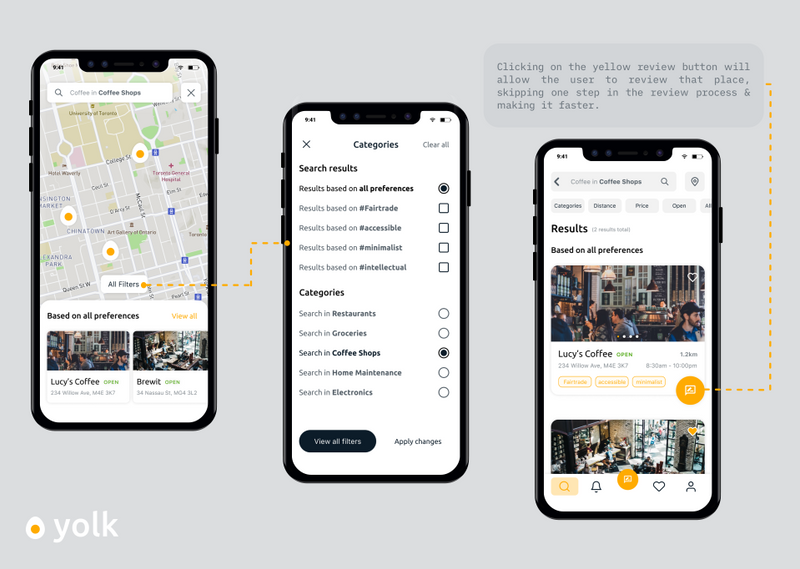 Clicking on the yellow review button will
allow the user to review that place,
skipping one step in the review process &
making it faster.
9:41
Coffee in Coffee Shops
University of Toronto
College St
Hotel Waverly
Toronto General
Hospital
Cecil St
McCaul St
D'Arcy St
NSINGTON
MARKET
CHINATOWN
Art Gallery of Ontario
EXANDRA
PARK
Queen St W
Pearl St
All Filters
Based on all preferences
View all
Lucy's Coffee OPEN
234 Willow Ave, M4E 3K7
Brewit OPEN
34 Nassau St, MG4 3L2
9:41
Categories
Clear all
Search results
Results based on all preferences
Results based on #Fairtrade
Results based on #accessible
Results based on #minimalist
Results based on #intellectual
Categories
Search in Restaurants
Search in Groceries
Search in Coffee Shops
Search in Home Maintenance
Search in Electronics
View all filters
Apply changes
9:41
Coffee in Coffee Shops
Categories
Distance
Price
Open
All
Results (2 results total)
Based on all preferences
Lucy's Coffee OPEN
1.2km
234 Willow Ave, M4E 3K7
8:30am - 10:00pm
Fairtrade
accessible
minimalist
yolk